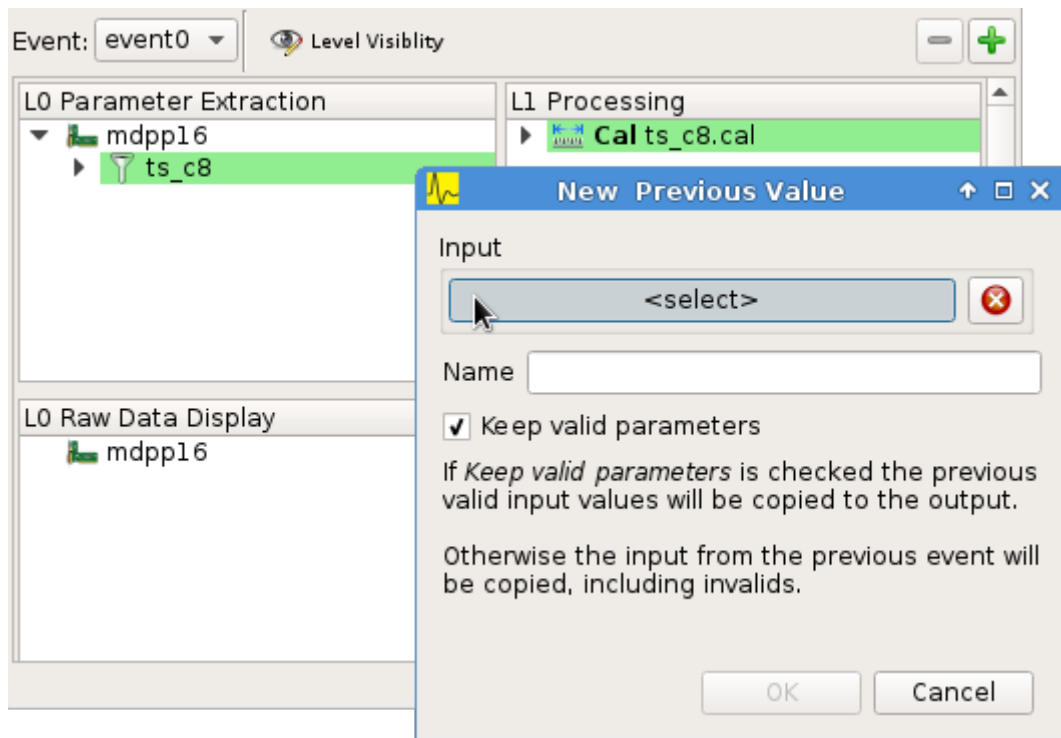 Event: event0 Level Visiblity
L0 Parameter Extraction
mdpp16
ts_c8
L1 Processing
Cal ts_c8.cal
L0 Raw Data Display
mdpp16
New Previous Value
Input
<select>
Name
Keep valid parameters
If Keep valid parameters is checked the previous
valid input values will be copied to the output.
Otherwise the input from the previous event will
be copied, including invalids.
OK Cancel